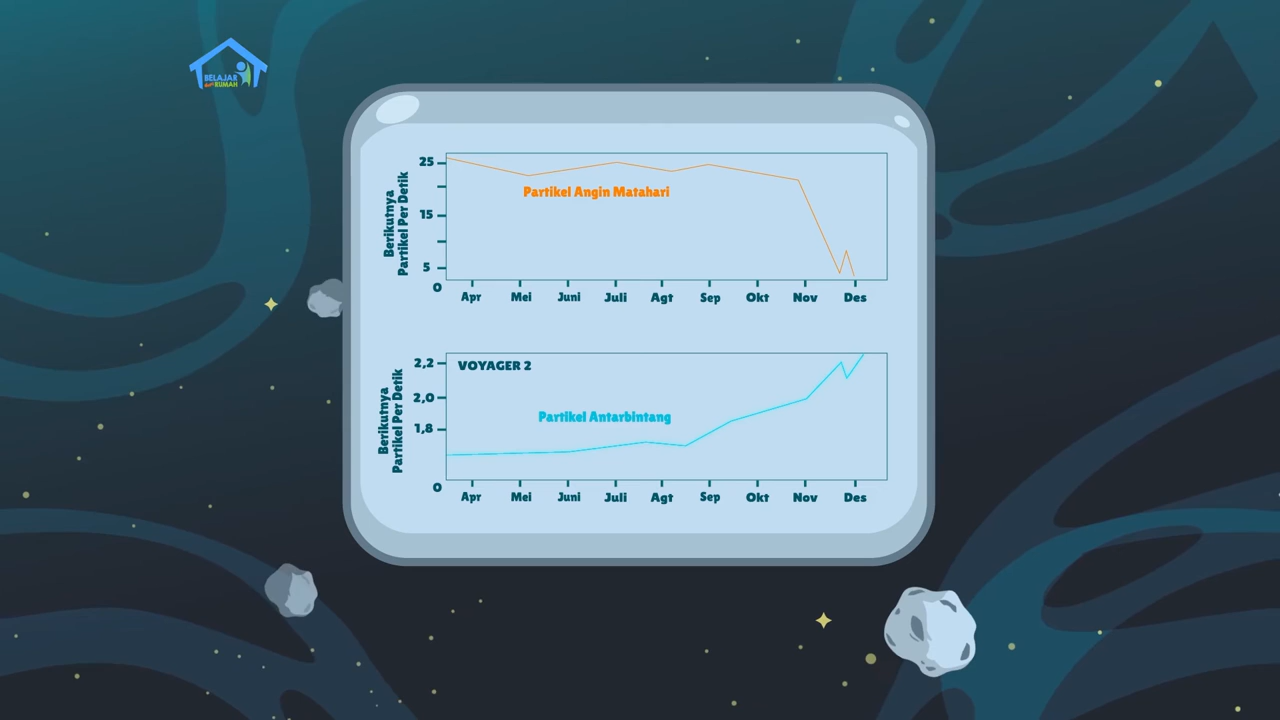 BELAJAR
dari RUMAH
25
15
5
0
Berikutnya
Partikel Per Detik
Partikel Angin Matahari
Apr Mei Juni Juli Agt Sep Okt Nov Des
2,2
2,0
1,8
0
Berikutnya
Partikel Per Detik
VOYAGER 2
Partikel Antarbintang
Apr Mei Juni Juli Agt Sep Okt Nov Des